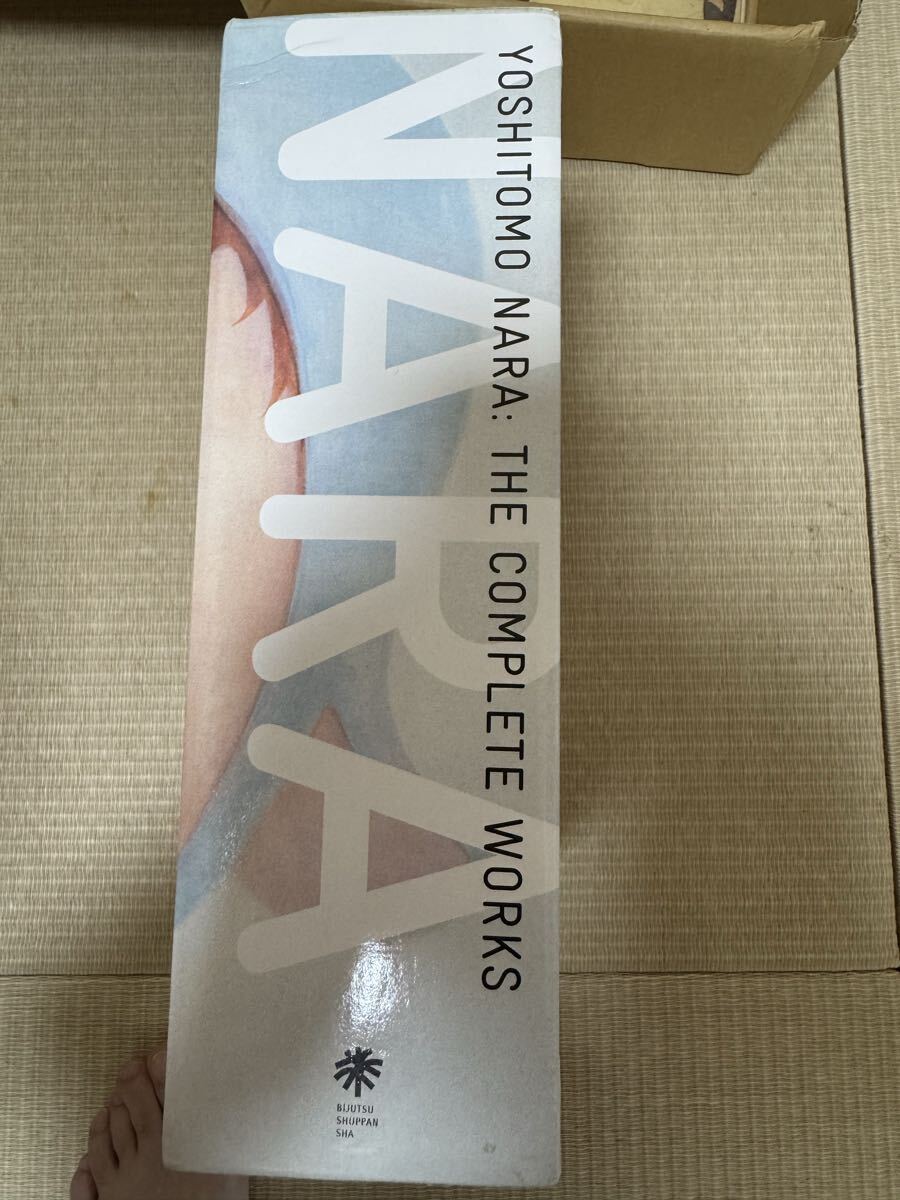 YOSHITOMO NARA: THE COMPLETE WORKS
NARA
BIJUTSU
SHUPPAN
SHA